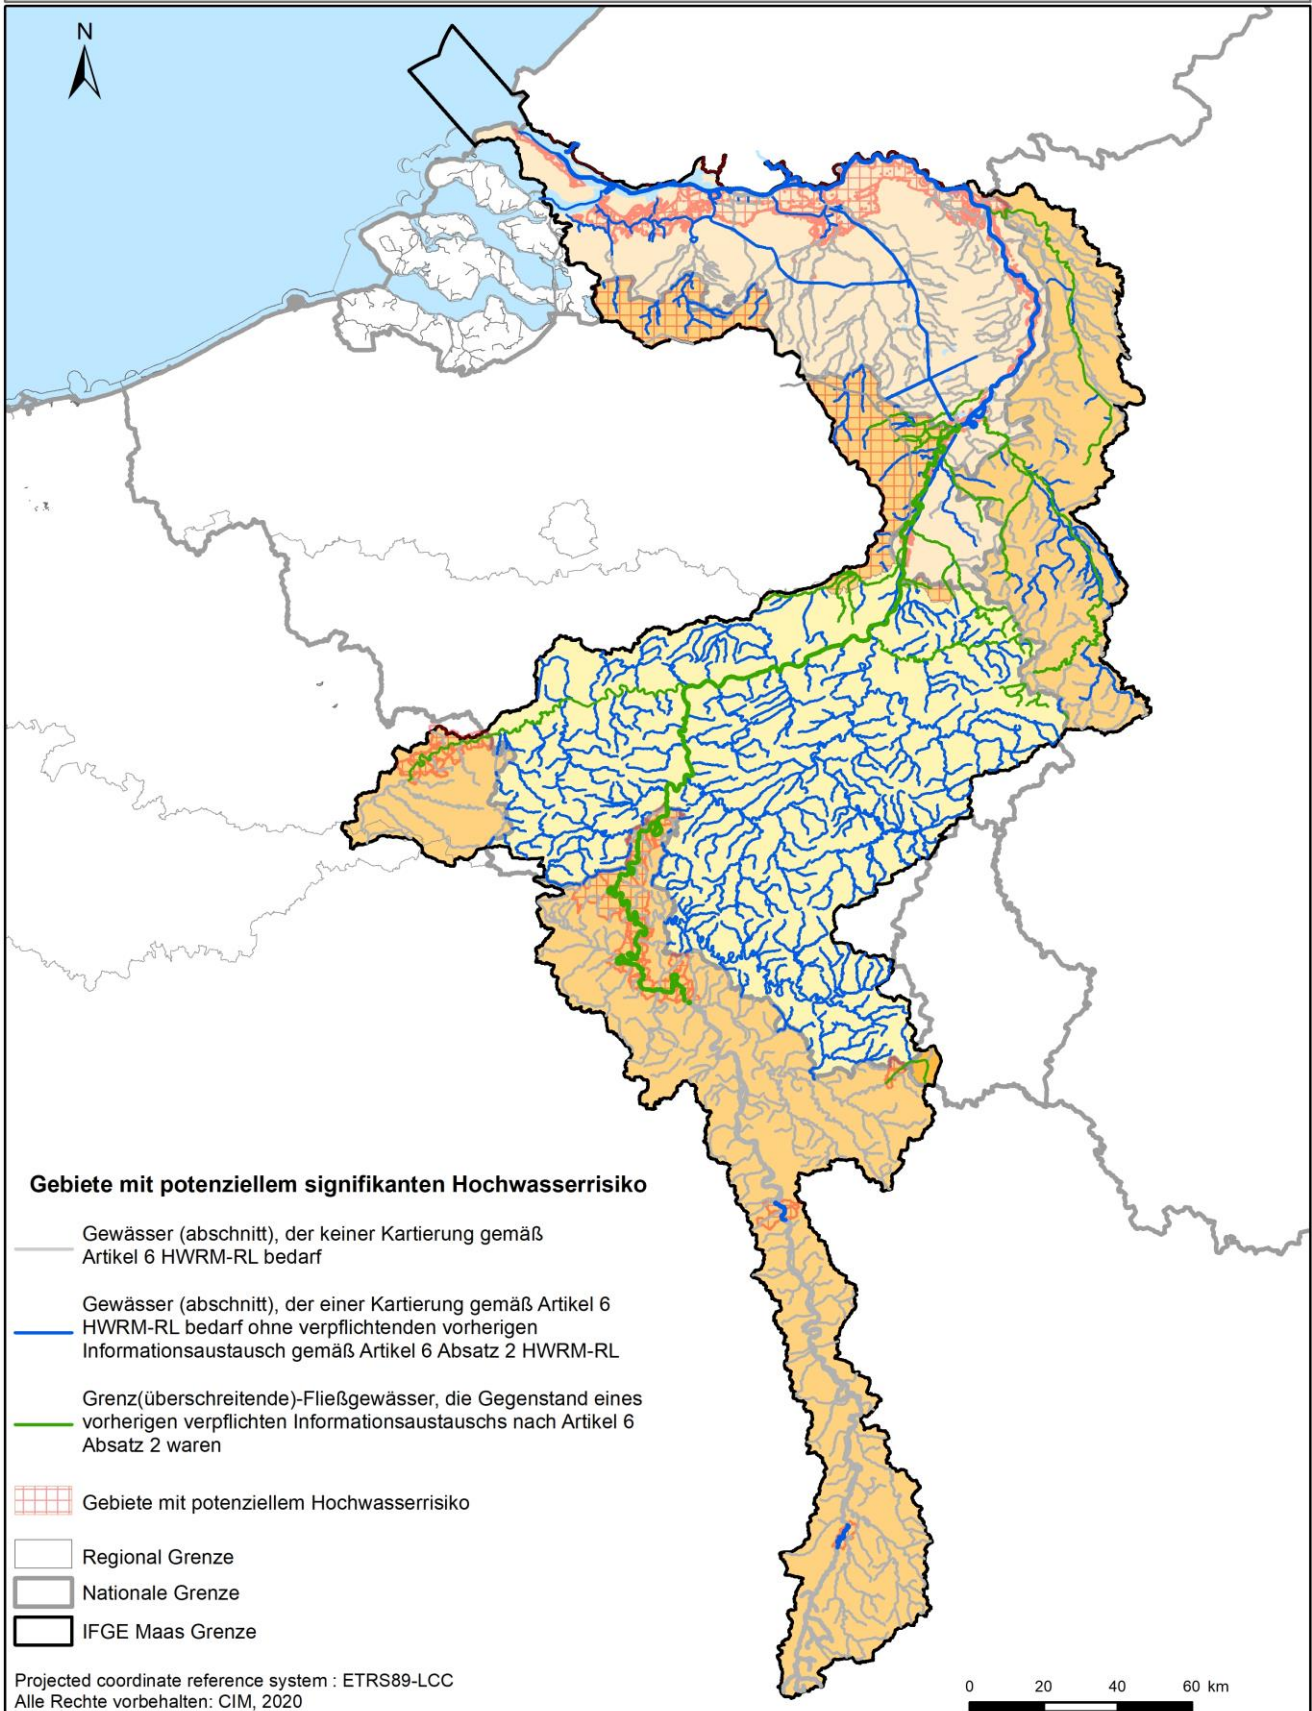 N
Gebiete mit potenziellem signifikanten Hochwasserrisiko
Gewässer (abschnitt), der keiner Kartierung gemäß
Artikel 6 HWRM-RL bedarf
Gewässer (abschnitt), der einer Kartierung gemäß Artikel 6
HWRM-RL bedarf ohne verpflichtenden vorherigen
Informationsaustausch gemäß Artikel 6 Absatz 2 HWRM-RL
Grenz(überschreitende)-Fließgewässer, die Gegenstand eines
vorherigen verpflichten Informationsaustauschs nach Artikel 6
Absatz 2 waren
Gebiete mit potenziellem Hochwasserrisiko
Regional Grenze
Nationale Grenze
IFGE Maas Grenze
Projected coordinate reference system : ETRS89-LCC
Alle Rechte vorbehalten: CIM, 2020
0 20 40 60 km